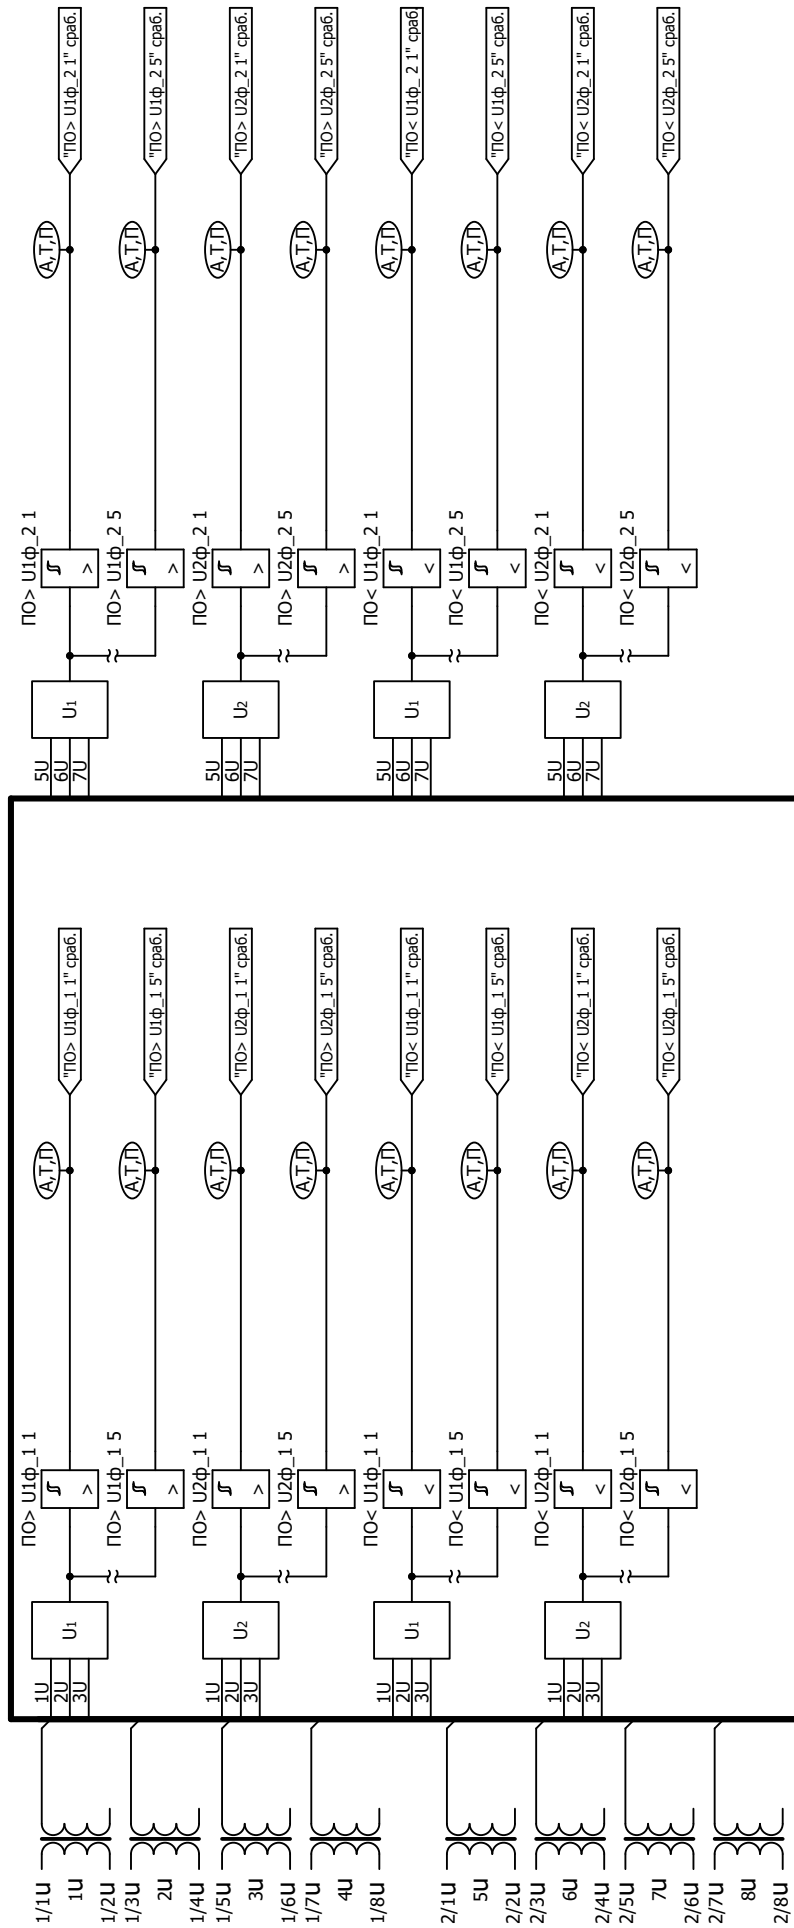 1/1u
1u
1/2u
1/3u
2u
1/4u
1/5u
3u
1/6u
1/7u
4u
1/8u
2/1u
5u
2/2u
2/3u
6u
2/4u
2/5u
7u
2/6u
2/7u
8u
2/8u
1U
2U
3U
U1
ПО> U1ф_1 1
>
А,Т,П
"ПО> U1ф_1 1" сраб.
ПО> U1ф_1 5
>
А,Т,П
"ПО> U1ф_1 5" сраб.
1U
2U
3U
U2
ПО> U2ф_1 1
>
А,Т,П
"ПО> U2ф_1 1" сраб.
ПО> U2ф_1 5
>
А,Т,П
"ПО> U2ф_1 5" сраб.
1U
2U
3U
U1
ПО< U1ф_1 1
<
А,Т,П
"ПО< U1ф_1 1" сраб.
ПО< U1ф_1 5
<
А,Т,П
"ПО< U1ф_1 5" сраб.
1U
2U
3U
U2
ПО< U2ф_1 1
<
А,Т,П
"ПО< U2ф_1 1" сраб.
ПО< U2ф_1 5
<
А,Т,П
"ПО< U2ф_1 5" сраб.
5U
6U
7U
U1
ПО> U1ф_2 1
>
А,Т,П
"ПО> U1ф_2 1" сраб.
ПО> U1ф_2 5
>
А,Т,П
"ПО> U1ф_2 5" сраб.
5U
6U
7U
U2
ПО> U2ф_2 1
>
А,Т,П
"ПО> U2ф_2 1" сраб.
ПО> U2ф_2 5
>
А,Т,П
"ПО> U2ф_2 5" сраб.
5U
6U
7U
U1
ПО< U1ф_2 1
<
А,Т,П
"ПО< U1ф_ 2 1" сраб.
ПО< U1ф_2 5
<
А,Т,П
"ПО< U1ф_2 5" сраб.
5U
6U
7U
U2
ПО< U2ф_2 1
<
А,Т,П
"ПО< U2ф_2 1" сраб.
ПО< U2ф_2 5
<
А,Т,П
"ПО< U2ф_2 5" сраб.